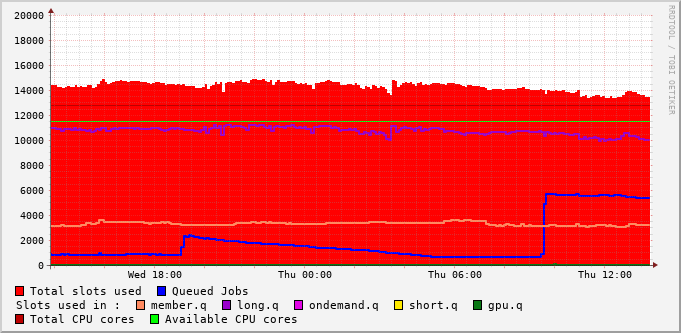 RRDTOOL / TOBI OETIKER
20000
18000
16000
14000
12000
10000
8000
6000
4000
2000
0
Wed 18:00 Thu 00:00 Thu 06:00 Thu 12:00
Total slots used Queued Jobs
Slots used in : member.q long.q ondemand.q short.q gpu.q
Total CPU cores Available CPU cores